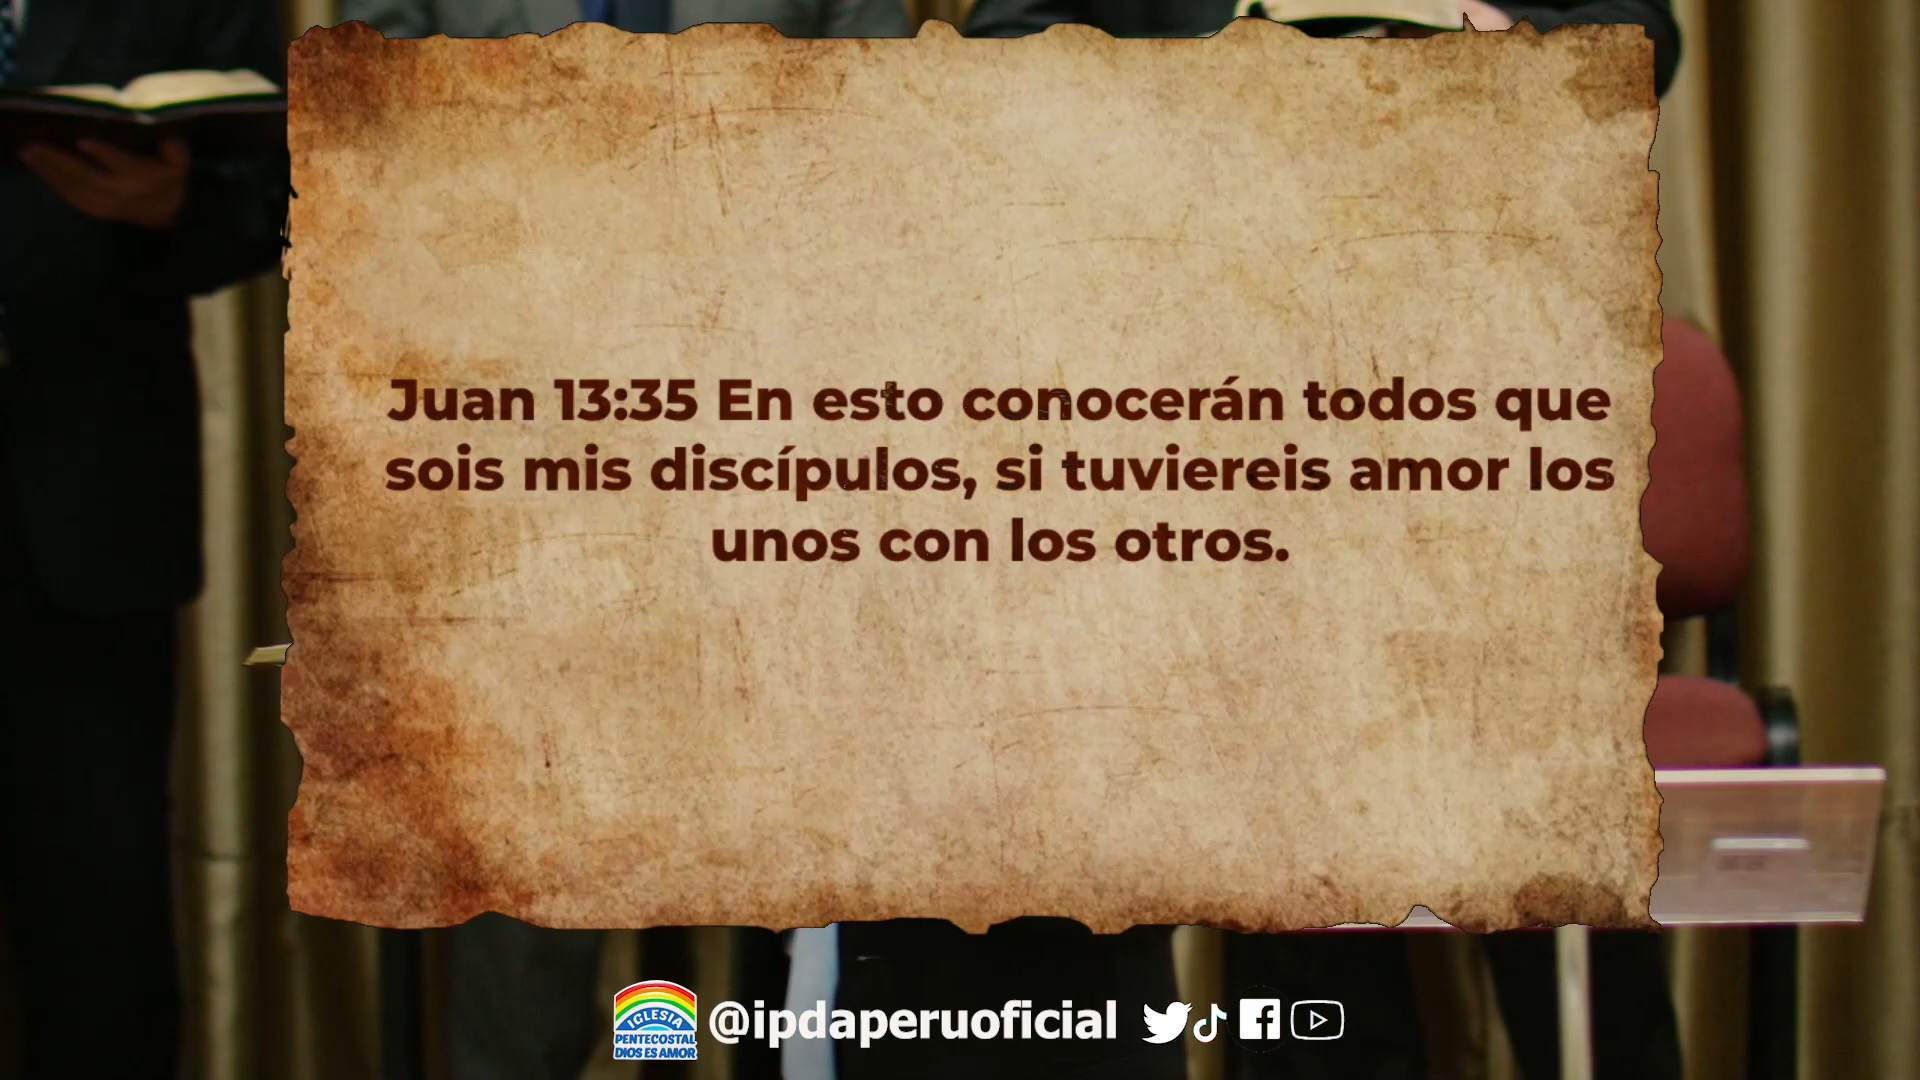 Juan 13:35 En esto conocerán todos que
sois mis discípulos, si tuviereis amor los
unos con los otros.
IGLESIA
PENTECOSTAL
DIOS ES AMOR
@ipdaperuoficial